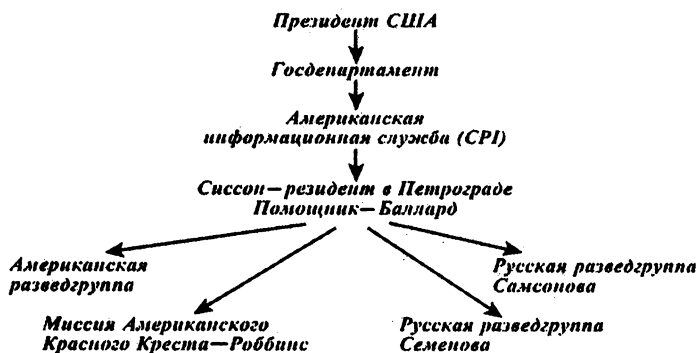 Президент США
Госдепартамент
Американская
информационная служба (CPI)
Сиссон—резидент в Петрограде
Помощник—Баллард
Американская
разведгруппа
Русская разведгруппа
Самсонова
Миссия Американского
Красного Креста—Роббинс
Русская разведгруппа
Семенова